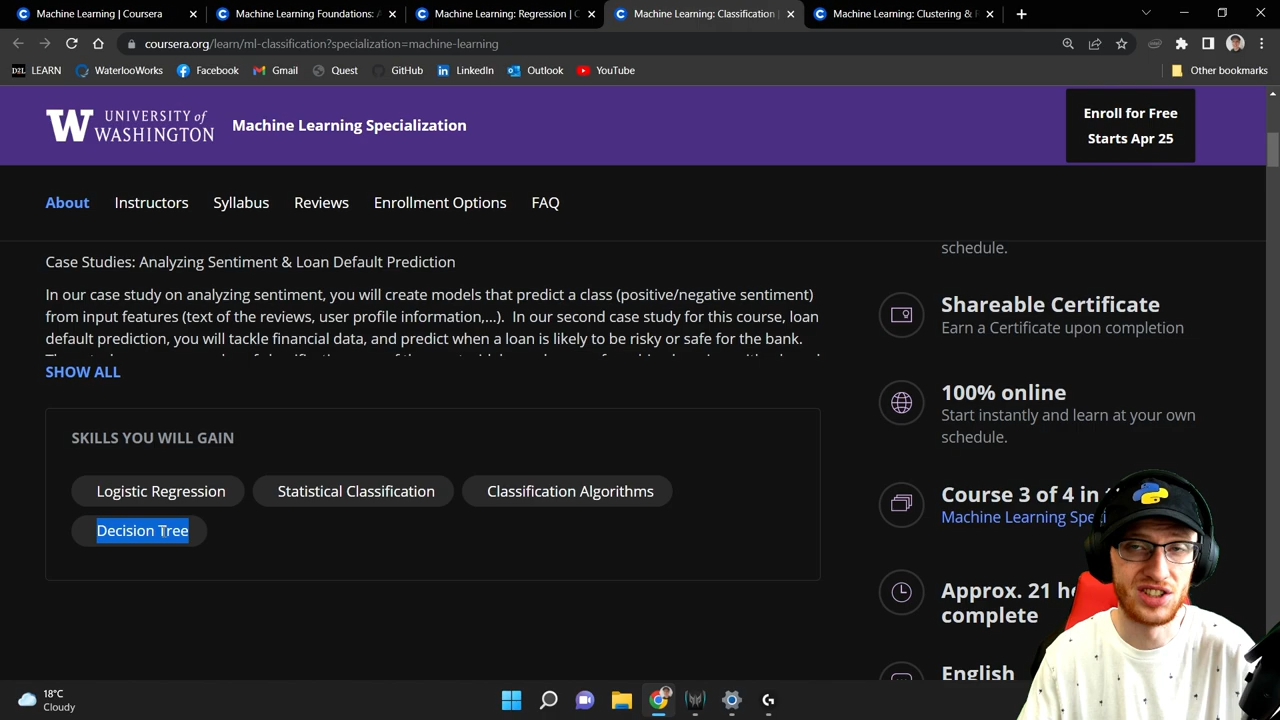 Machine Learning | Coursera
Machine Learning Foundations: A
Machine Learning: Regression | C
Machine Learning: Classification |
Machine Learning: Clustering & R
coursera.org/learn/ml-classification?specialization=machine-learning
D2L LEARN
WaterlooWorks
Facebook
Gmail
Quest
GitHub
LinkedIn
Outlook
YouTube
Other bookmarks
W UNIVERSITY of
WASHINGTON
Machine Learning Specialization
Enroll for Free
Starts Apr 25
About
Instructors
Syllabus
Reviews
Enrollment Options
FAQ
Case Studies: Analyzing Sentiment & Loan Default Prediction
In our case study on analyzing sentiment, you will create models that predict a class (positive/negative sentiment)
from input features (text of the reviews, user profile information,...). In our second case study for this course, loan
default prediction, you will tackle financial data, and predict when a loan is likely to be risky or safe for the bank.
SHOW ALL
SKILLS YOU WILL GAIN
Logistic Regression
Statistical Classification
Classification Algorithms
Decision Tree
schedule.
Shareable Certificate
Earn a Certificate upon completion
100% online
Start instantly and learn at your own
schedule.
Course 3 of 4 in
Machine Learning Spe
Approx. 21 h
complete
English
18°C
Cloudy